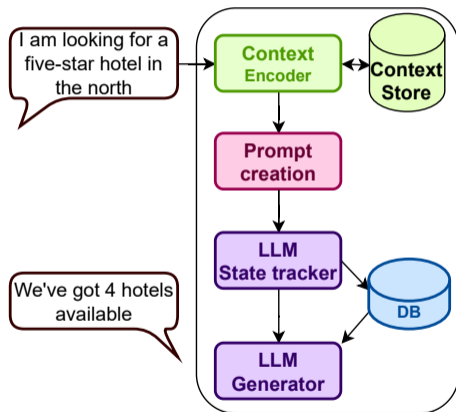 I am looking for a
five-star hotel in
the north
Context
Encoder
Context
Store
Prompt
creation
LLM
State tracker
DB
We've got 4 hotels
available
LLM
Generator